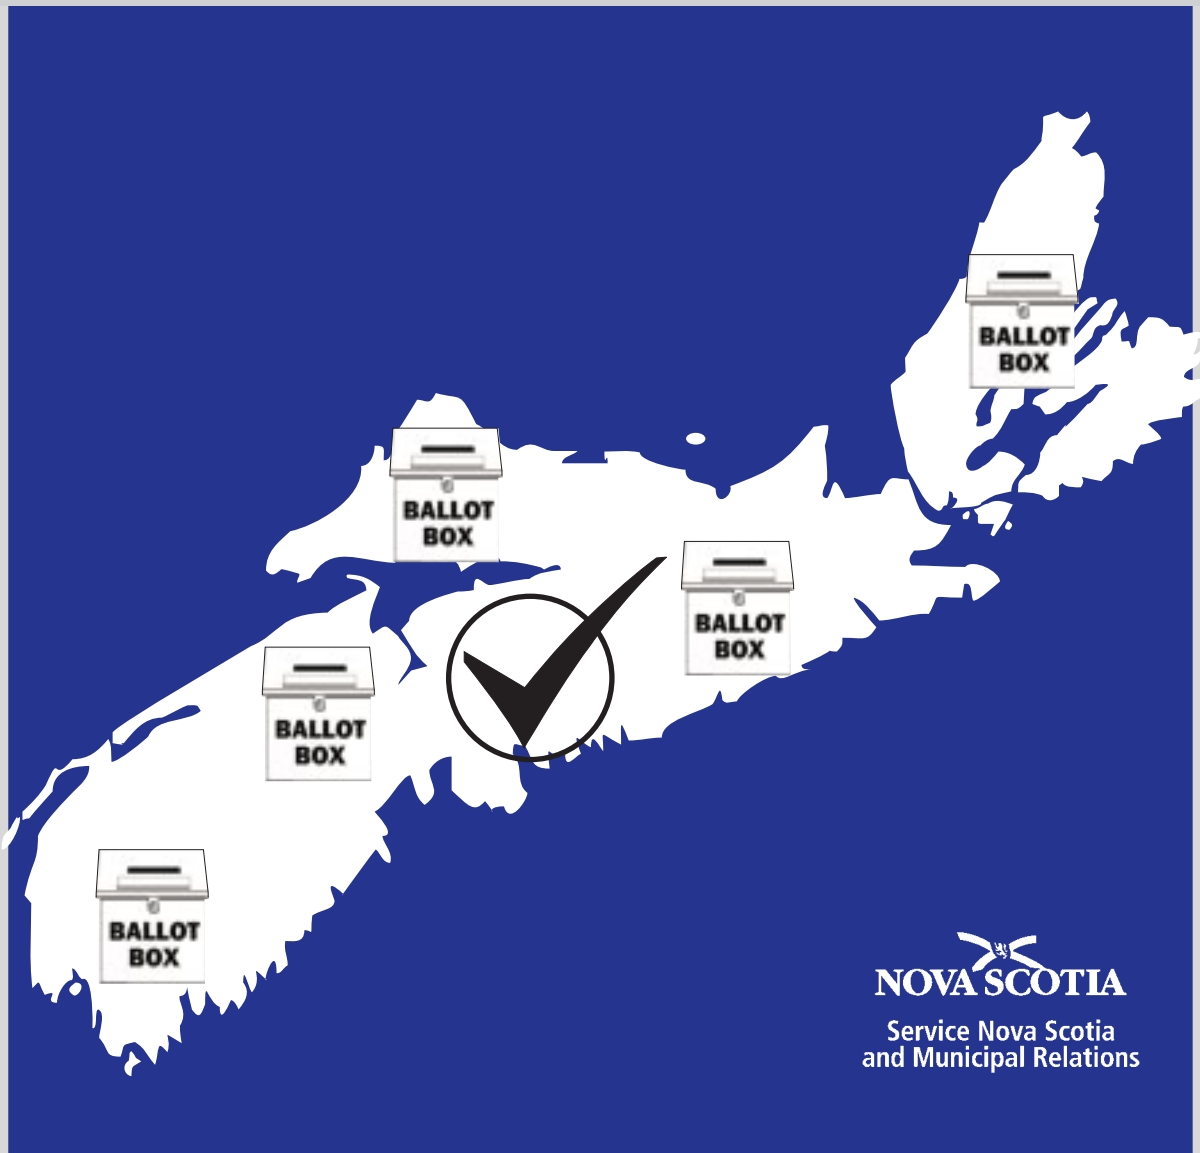 BALLOT
BOX
BALLOT
BOX
BALLOT
BOX
BALLOT
BOX
BALLOT
BOX
NOVA SCOTIA
Service Nova Scotia
and Municipal Relations